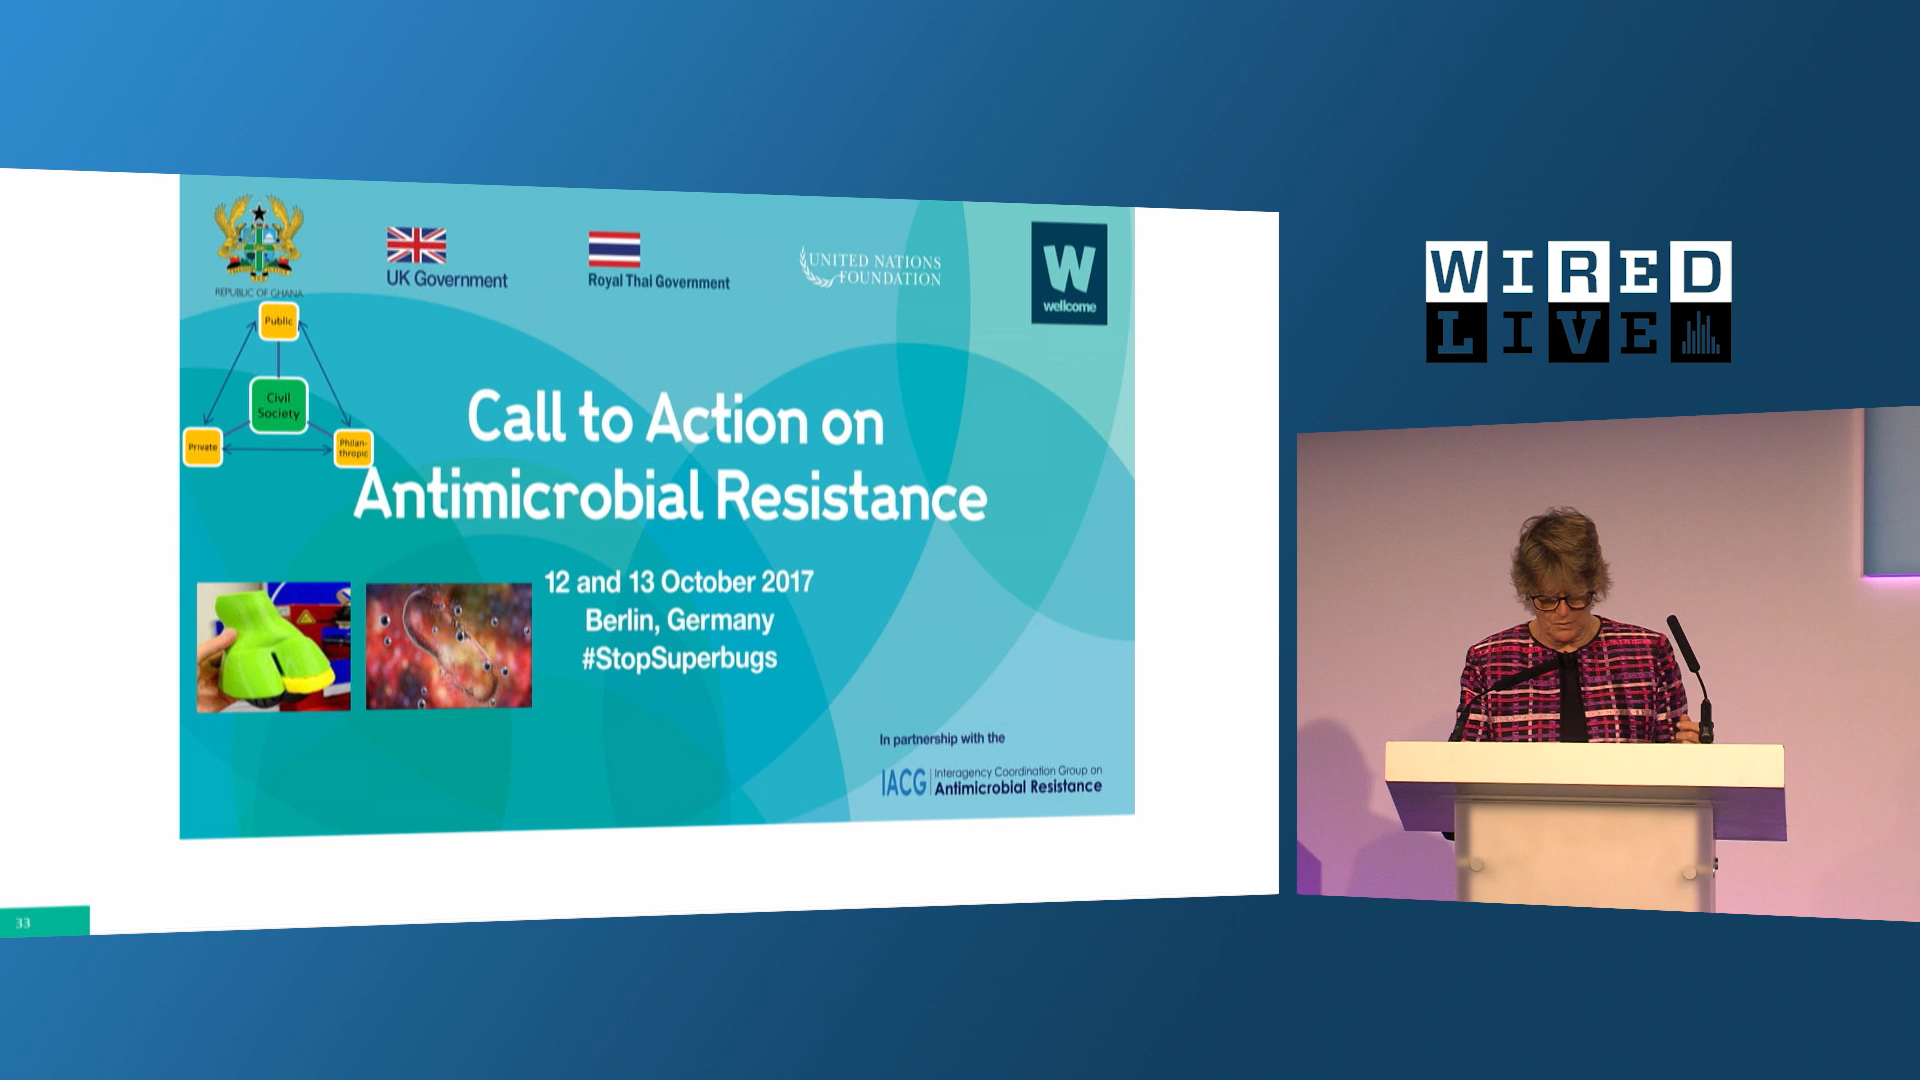 REPUBLIC OF GHANA
UK Government
Royal Thai Government
UNITED NATIONS
FOUNDATION
W
wellcome
Public
Civil
Society
Private
Philan-
thropic
Call to Action on
Antimicrobial Resistance
12 and 13 October 2017
Berlin, Germany
#StopSuperbugs
In partnership with the
IACG
Interagency Coordination Group on
Antimicrobial Resistance
33
WIRED
LIVE